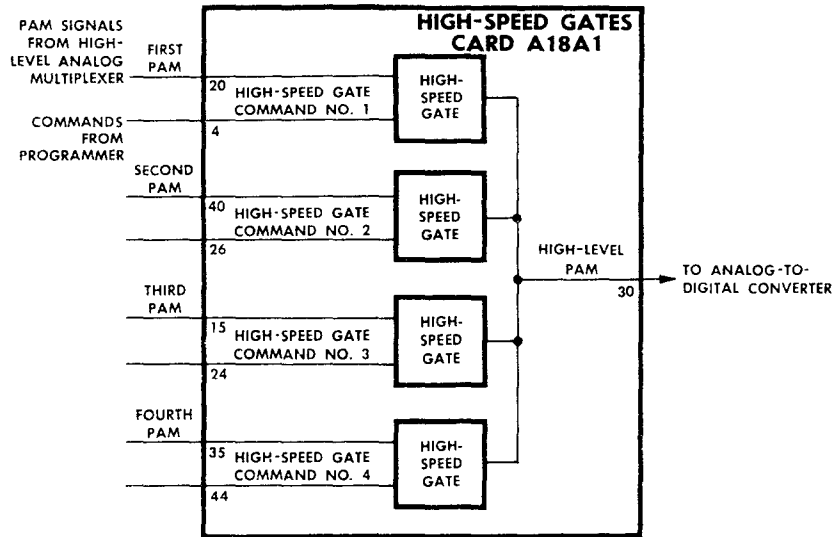 HIGH-SPEED GATES
CARD A18A1
PAM SIGNALS
FROM HIGH-
LEVEL ANALOG
MULTIPLEXER
FIRST
PAM
20
HIGH-SPEED GATE
COMMAND NO. 1
4
HIGH-
SPEED
GATE
COMMANDS
FROM
PROGRAMMER
SECOND
PAM
40
HIGH-SPEED GATE
COMMAND NO. 2
26
HIGH-
SPEED
GATE
HIGH-LEVEL
PAM
30
TO ANALOG-TO-
DIGITAL CONVERTER
THIRD
PAM
15
HIGH-SPEED GATE
COMMAND NO. 3
24
HIGH-
SPEED
GATE
FOURTH
PAM
35
HIGH-SPEED GATE
COMMAND NO. 4
44
HIGH-
SPEED
GATE